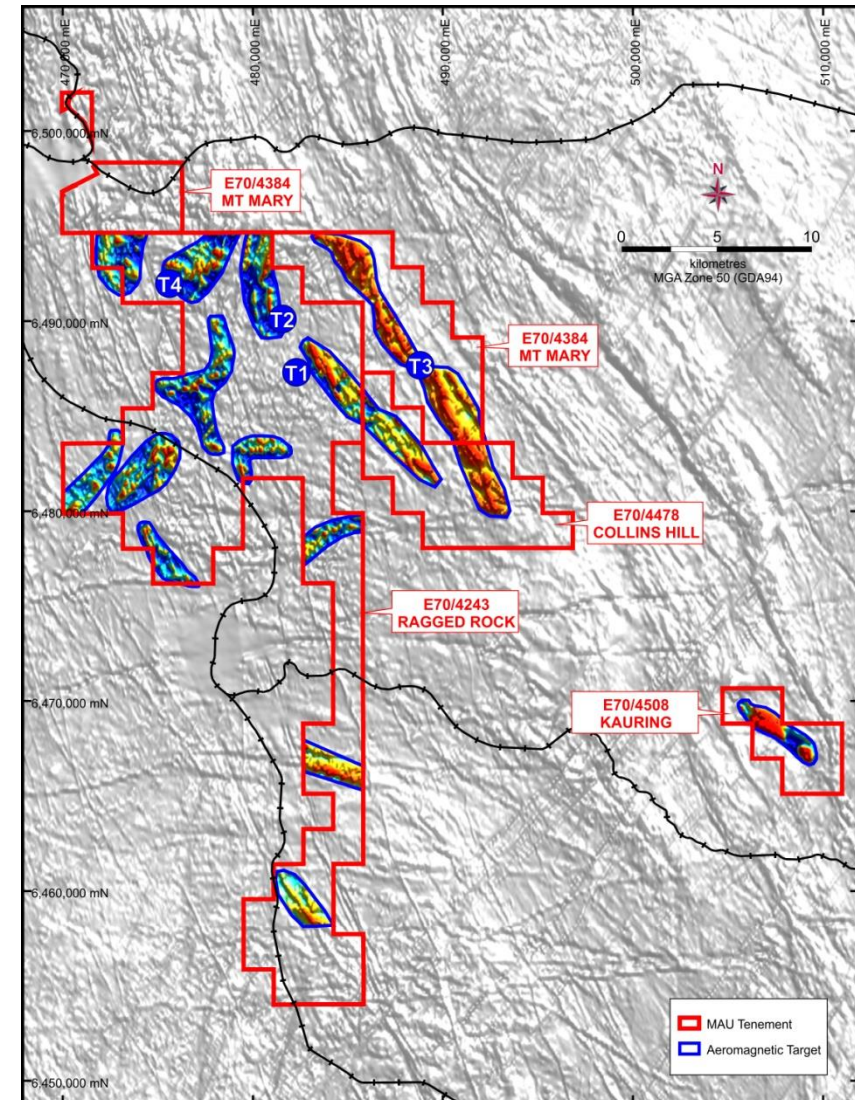 470,000 mE
480,000 mE
490,000 mE
500,000 mE
510,000 mE
6,500,000 mN
6,490,000 mN
6,480,000 mN
6,470,000 mN
6,460,000 mN
6,450,000 mN
E70/4384
MT MARY
N
0 5 10
kilometres
MGA Zone 50 (GDA94)
T4
T2
T1
T3
E70/4384
MT MARY
E70/4478
COLLINS HILL
E70/4243
RAGGED ROCK
E70/4508
KAURING
MAU Tenement
Aeromagnetic Target